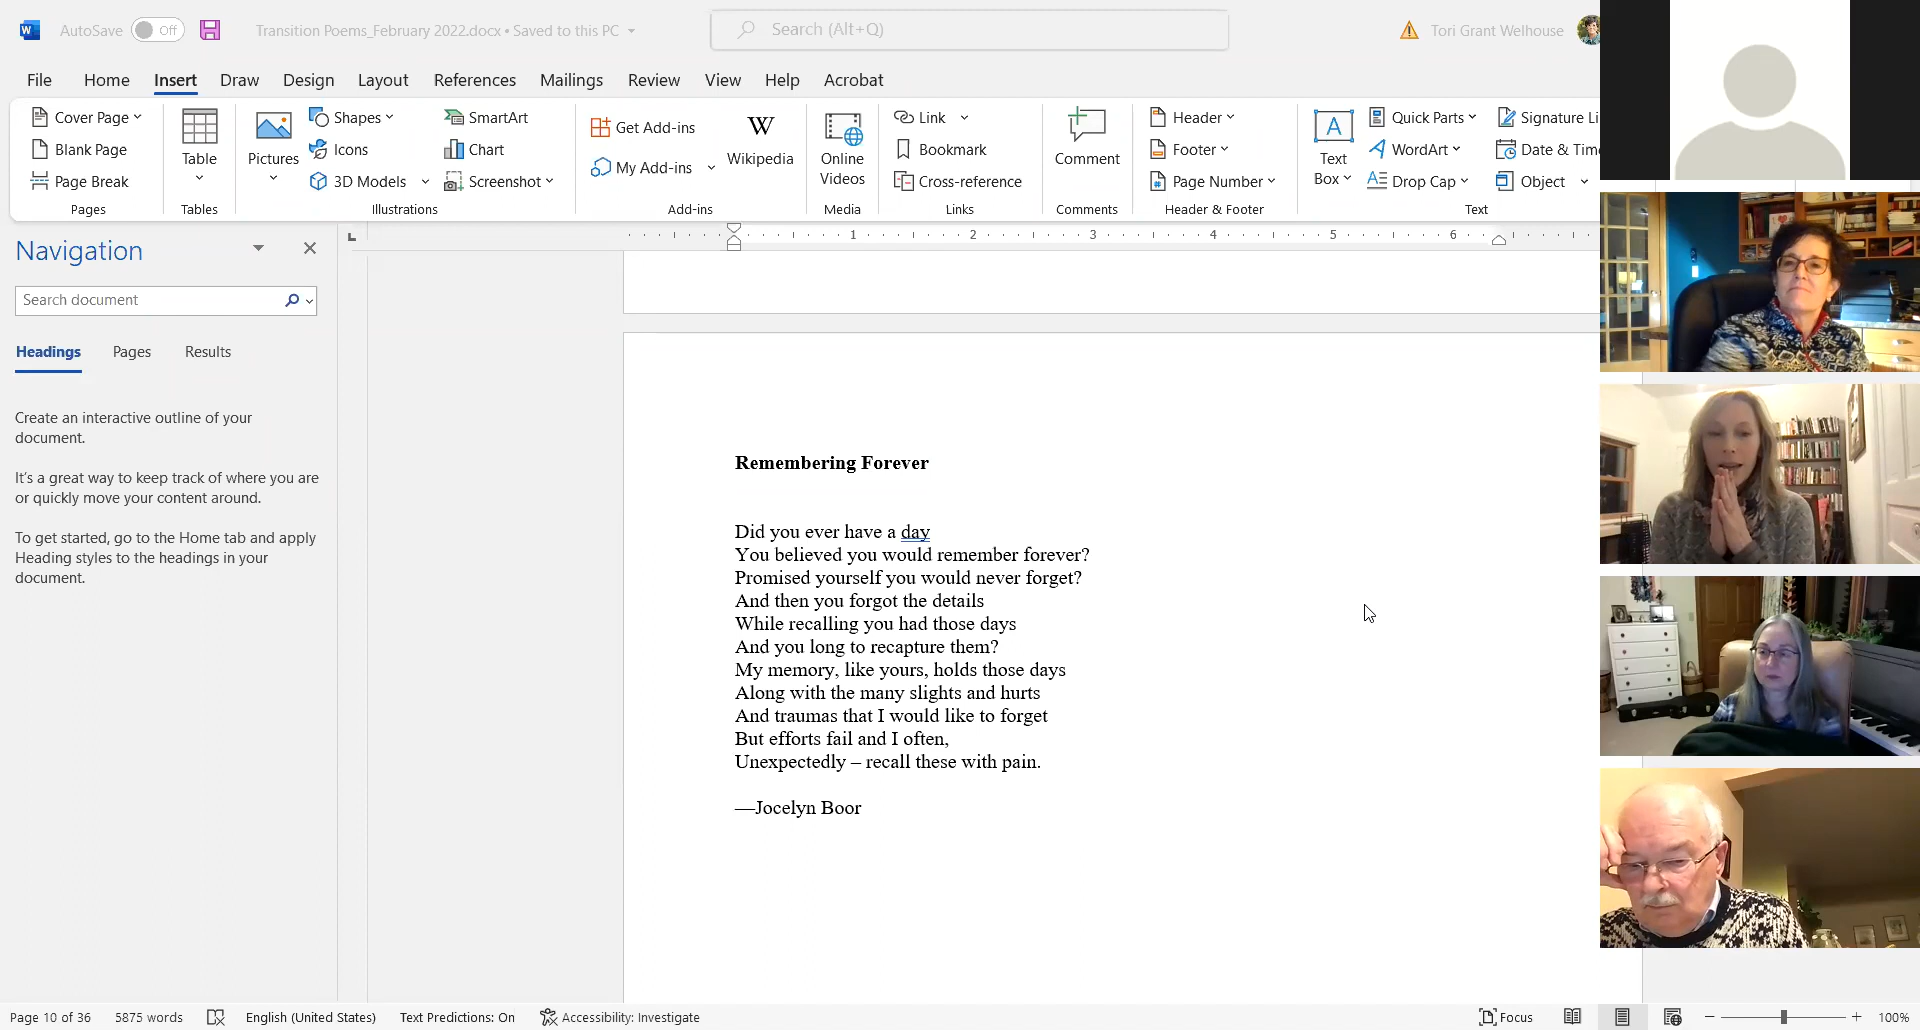 AutoSave Off Transition Poems_February 2022.docx • Saved to this PC Search (Alt+Q) Tori Grant Welhouse
File Home Insert Draw Design Layout References Mailings Review View Help Acrobat
Cover Page
Blank Page
Page Break
Pages
Table
Tables
Pictures
Shapes
Icons
3D Models
SmartArt
Chart
Screenshot
Illustrations
Get Add-ins
My Add-ins
W
Wikipedia
Add-ins
Online
Videos
Media
Link
Bookmark
Cross-reference
Links
Comment
Comments
Header
Footer
Page Number
Header & Footer
Text
Box
Quick Parts
WordArt
Drop Cap
Signature Li
Date & Time
Object
Text
1 2 3 4 5 6
Navigation
Search document
Headings Pages Results
Create an interactive outline of your
document.
It's a great way to keep track of where you are
or quickly move your content around.
To get started, go to the Home tab and apply
Heading styles to the headings in your
document.
Remembering Forever
Did you ever have a day
You believed you would remember forever?
Promised yourself you would never forget?
And then you forgot the details
While recalling you had those days
And you long to recapture them?
My memory, like yours, holds those days
Along with the many slights and hurts
And traumas that I would like to forget
But efforts fail and I often,
Unexpectedly – recall these with pain.
—Jocelyn Boor
Page 10 of 36 5875 words English (United States) Text Predictions: On Accessibility: Investigate Focus 100%